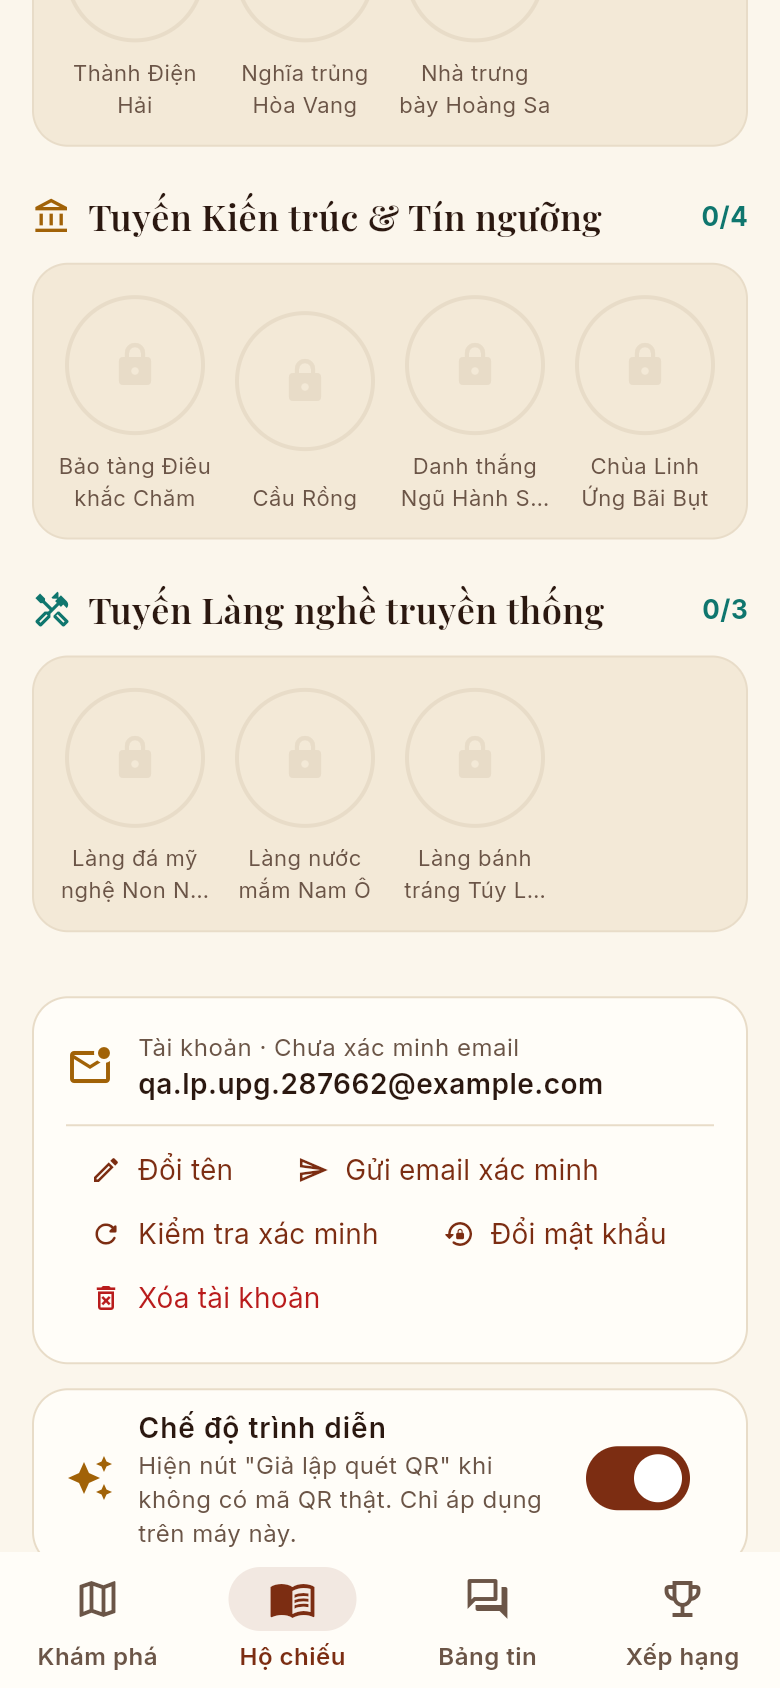 Thành Điện
Hải
Nghĩa trủng
Hòa Vang
Nhà trưng
bày Hoàng Sa
Tuyến Kiến trúc & Tín ngưỡng
0/4
Bảo tàng Điêu
khắc Chăm
Cầu Rồng
Danh thắng
Ngũ Hành S...
Chùa Linh
Ứng Bãi Bụt
Tuyến Làng nghề truyền thống
0/3
Làng đá mỹ
nghệ Non N...
Làng nước
mắm Nam Ô
Làng bánh
tráng Túy L...
Tài khoản · Chưa xác minh email
qa.lp.upg.287662@example.com
Đổi tên
Gửi email xác minh
Kiểm tra xác minh
Đổi mật khẩu
Xóa tài khoản
Chế độ trình diễn
Hiện nút "Giả lập quét QR" khi
không có mã QR thật. Chỉ áp dụng
trên máy này.
Khám phá
Hộ chiếu
Bảng tin
Xếp hạng